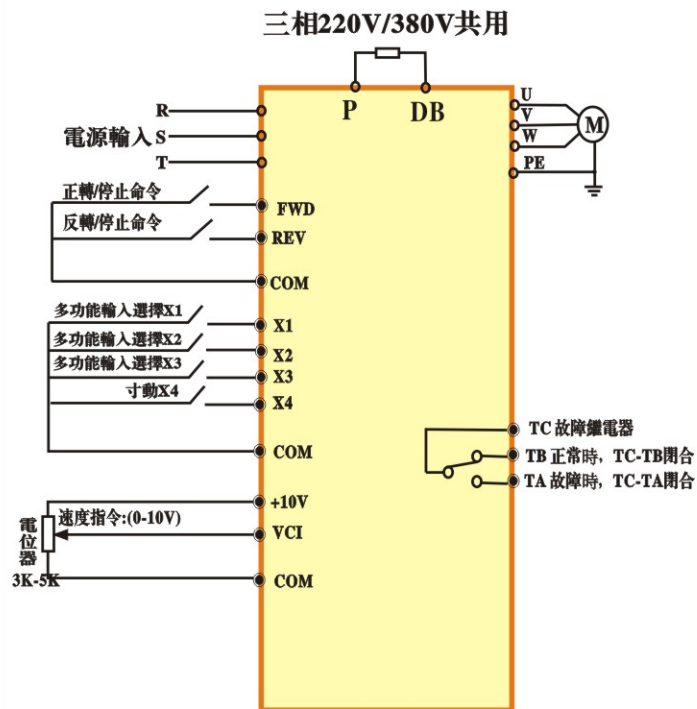 三相220V/380V共用
P
DB
R
電源輸入 S
T
U
V
W
PE
M
正轉/停止命令
FWD
反轉/停止命令
REV
COM
多功能輸入選擇X1
X1
多功能輸入選擇X2
X2
多功能輸入選擇X3
X3
寸動X4
X4
COM
TC 故障繼電器
TB 正常時，TC-TB閉合
TA 故障時，TC-TA閉合
+10V
速度指令:(0-10V)
VCI
電位器
3K-5K
COM